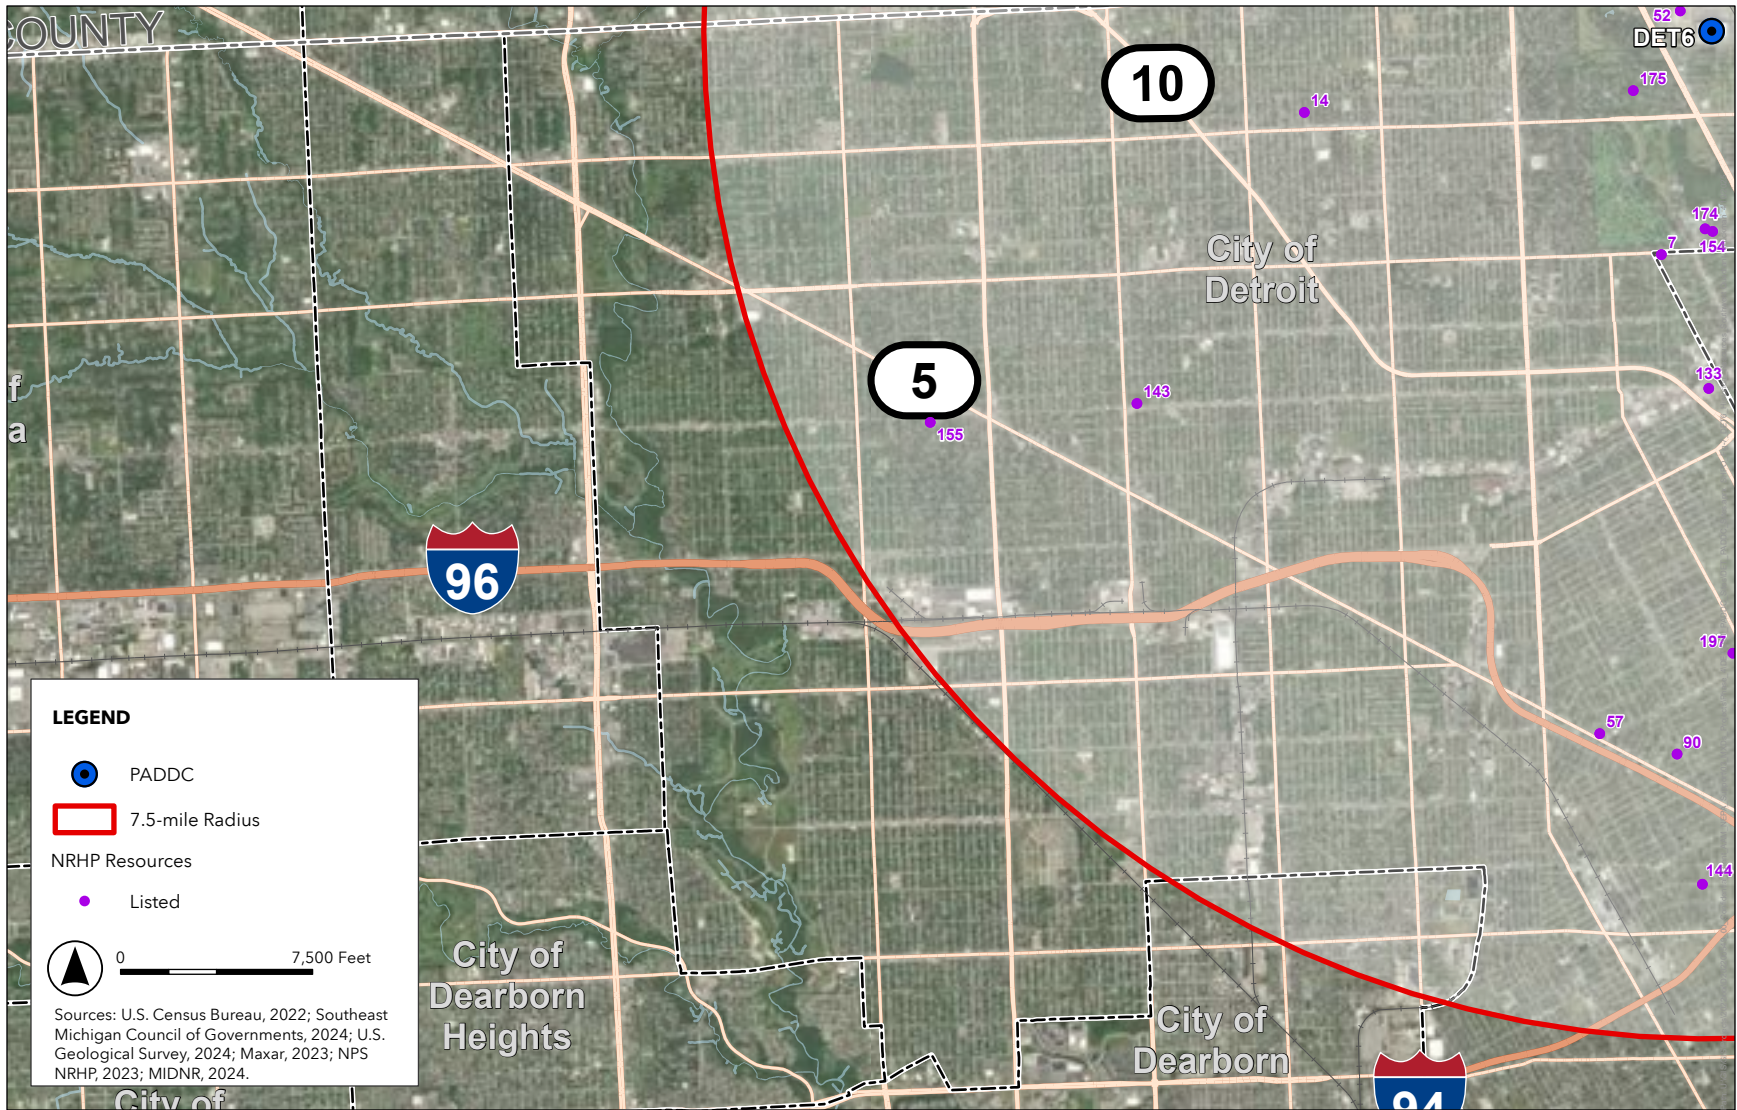 COUNTY
52
DET6
10
175
14
174
154
7
City of
Detroit
133
5
143
155
f
a
96
197
57
90
144
LEGEND
PADDC
7.5-mile Radius
NRHP Resources
Listed
0
7,500 Feet
Sources: U.S. Census Bureau, 2022; Southeast
Michigan Council of Governments, 2024; U.S.
Geological Survey, 2024; Maxar, 2023; NPS
NRHP, 2023; MIDNR, 2024.
City of
Dearborn
Heights
City of
Dearborn
94
City of